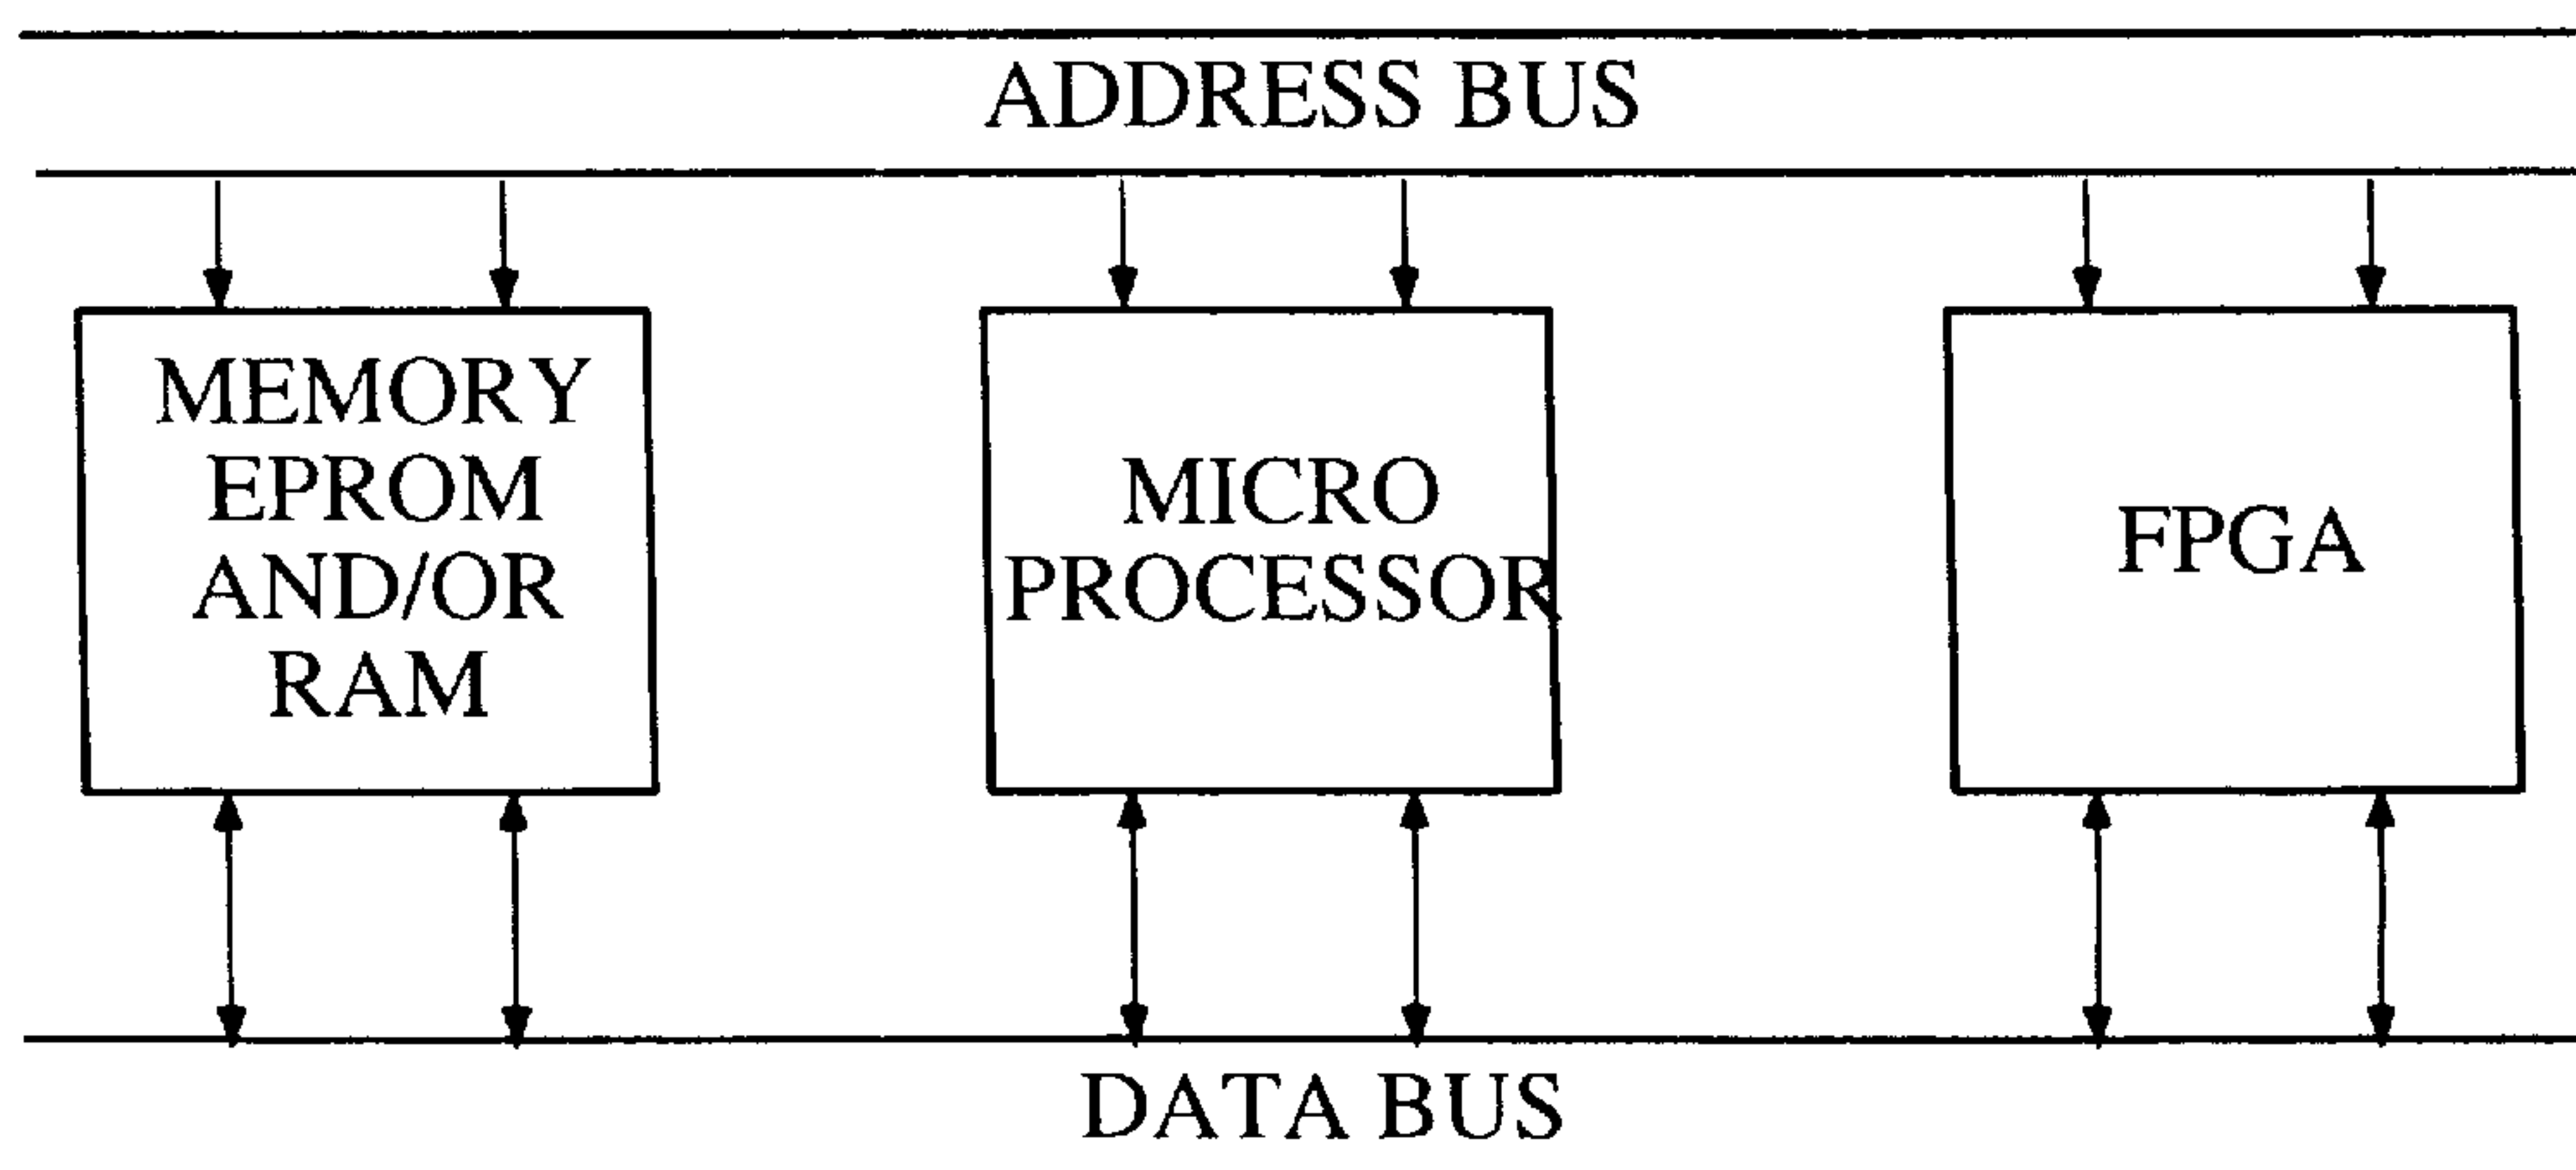 ADDRESS BUS
MEMORY
EPROM
AND/OR
RAM
MICRO
PROCESSOR
FPGA
DATA BUS